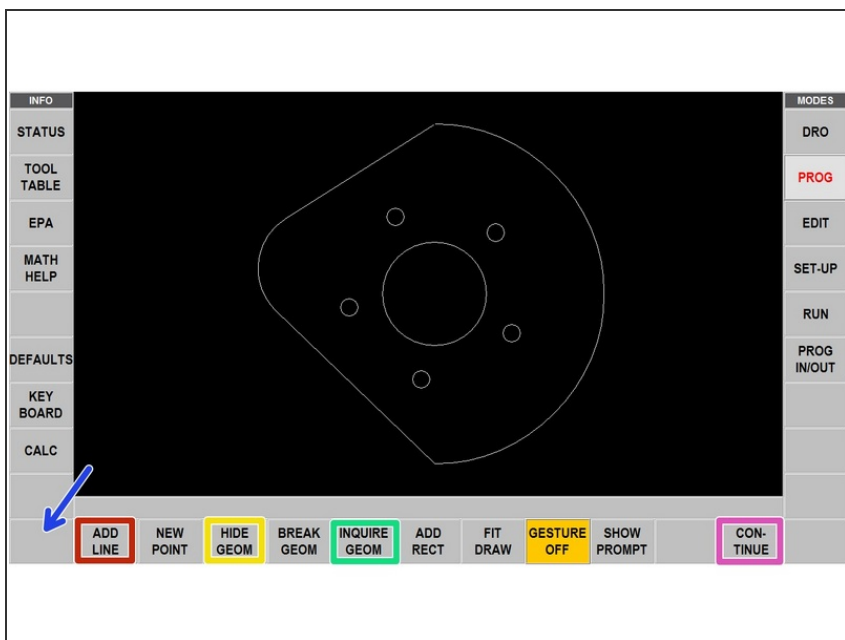 INFO
STATUS
TOOL
TABLE
EPA
MATH
HELP
DEFAULTS
KEY
BOARD
CALC
MODES
DRO
PROG
EDIT
SET-UP
RUN
PROG
IN/OUT
ADD
LINE
NEW
POINT
HIDE
GEOM
BREAK
GEOM
INQUIRE
GEOM
ADD
RECT
FIT
DRAW
GESTURE
OFF
SHOW
PROMPT
CON-
TINUE